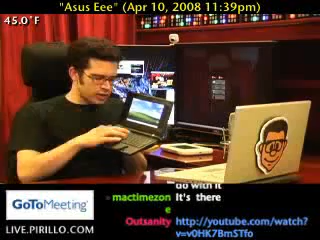 "Asus Eee" (Apr 10, 2008 11:39pm)
45.0°F
do with it
mactimezon
e
It's there
Outsanity
http://youtube.com/watch?
v=v0HK7BmSTfo
GoToMeeting
LIVE.PIRILLO.COM